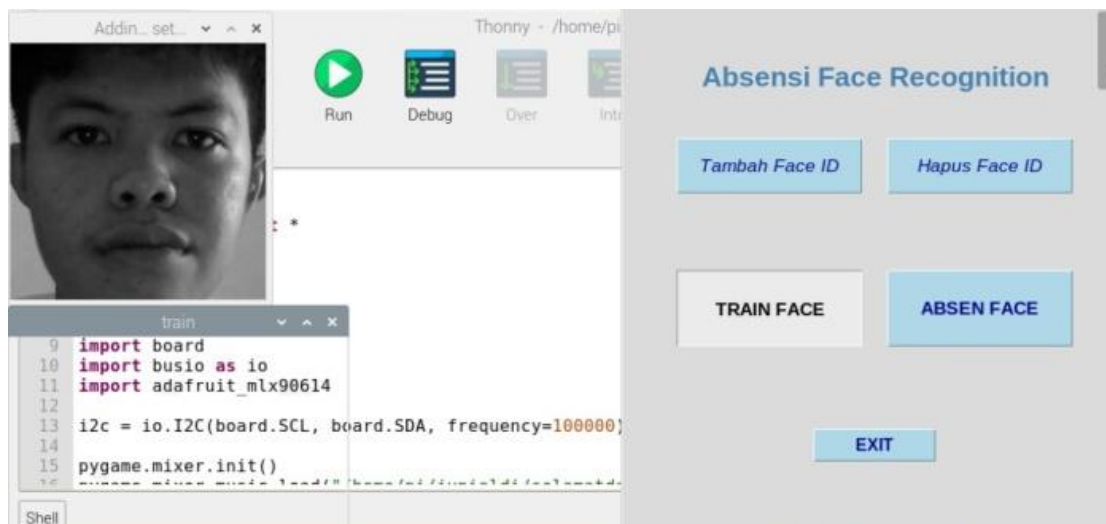 Addin... set...
Thonny - /home/pi
Run
Debug
Over
: *
train
9 import board
10 import busio as io
11 import adafruit_mlx90614
12
13 i2c = io.I2C(board.SCL, board.SDA, frequency=100000)
14
15 pygame.mixer.init()
Shell
Absensi Face Recognition
Tambah Face ID
Hapus Face ID
TRAIN FACE
ABSEN FACE
EXIT